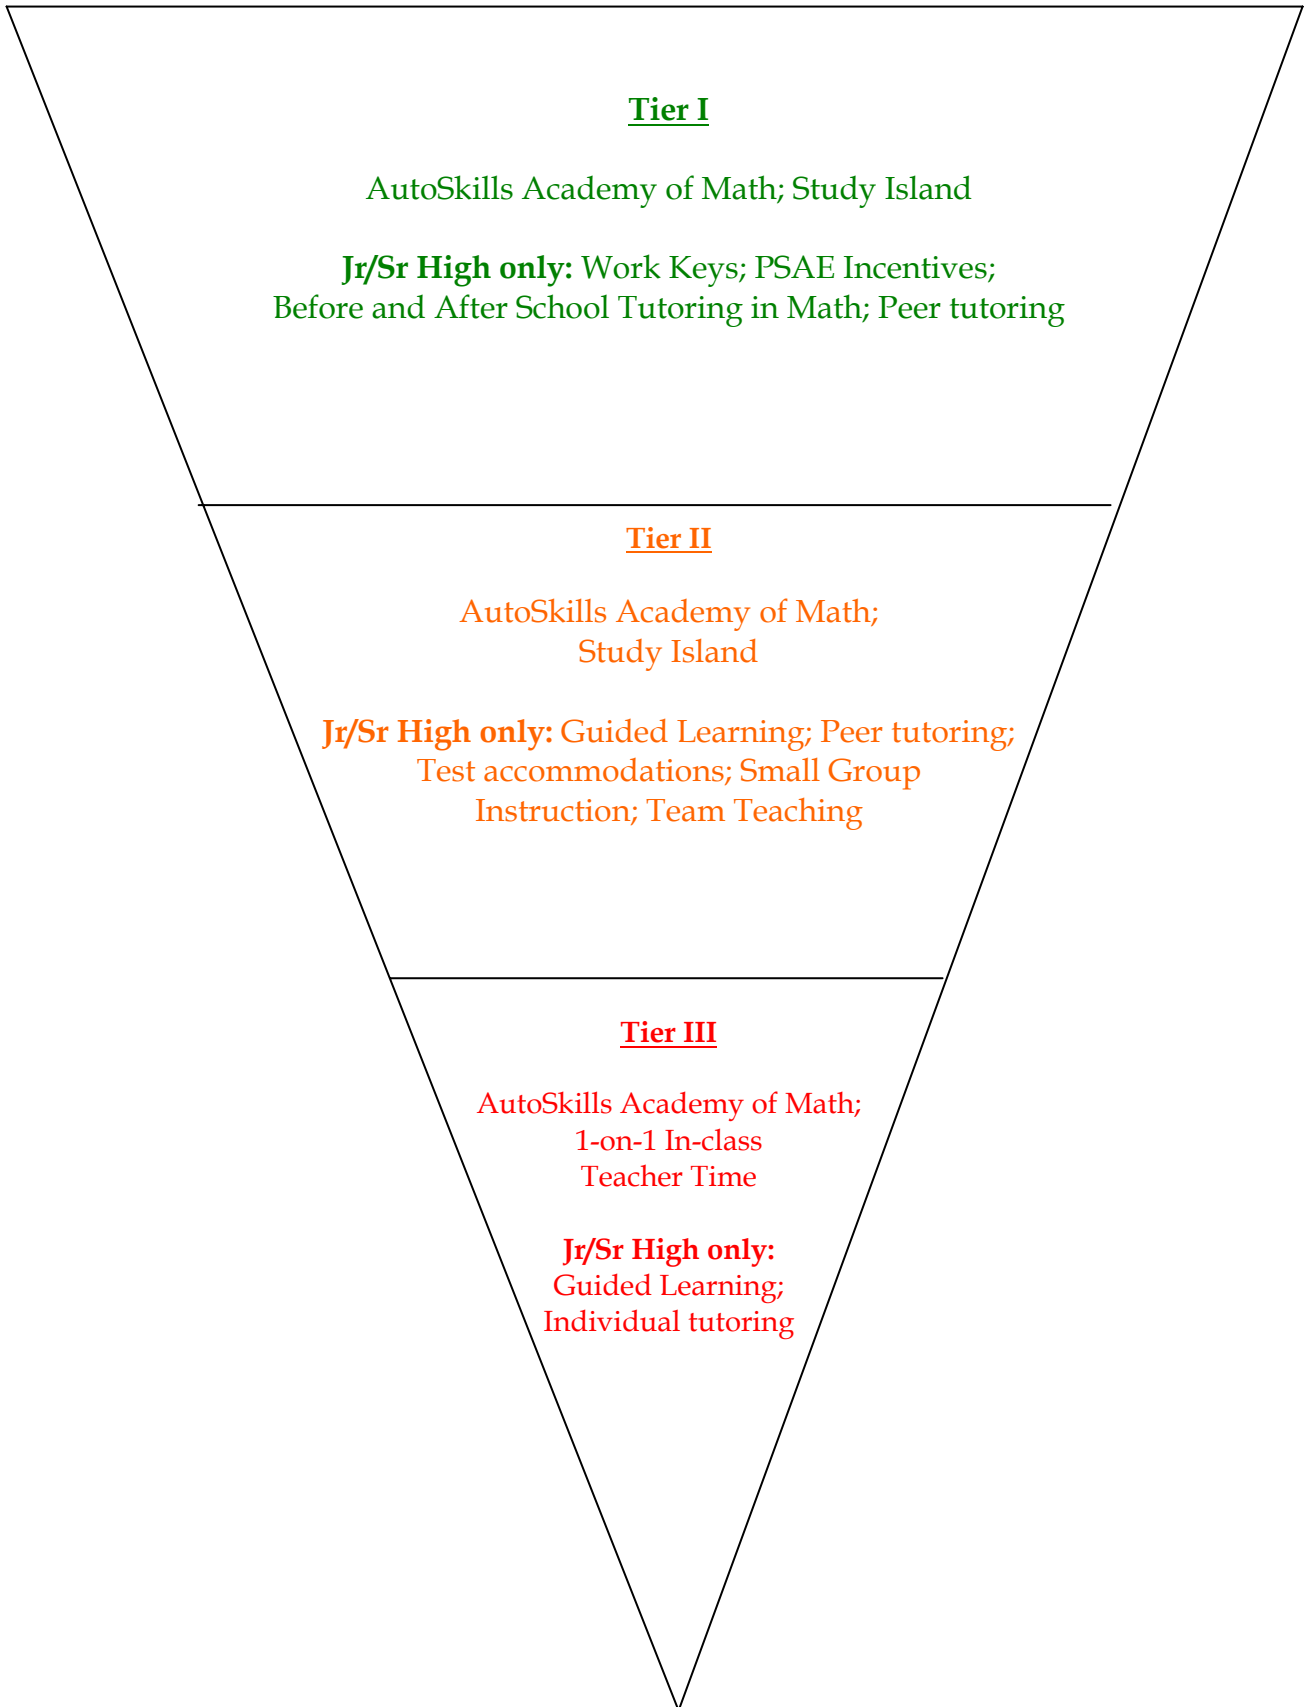 Tier I
AutoSkills Academy of Math; Study Island
Jr/Sr High only: Work Keys; PSAE Incentives;
Before and After School Tutoring in Math; Peer tutoring
Tier II
AutoSkills Academy of Math;
Study Island
Jr/Sr High only: Guided Learning; Peer tutoring;
Test accommodations; Small Group
Instruction; Team Teaching
Tier III
AutoSkills Academy of Math;
1-on-1 In-class
Teacher Time
Jr/Sr High only:
Guided Learning;
Individual tutoring